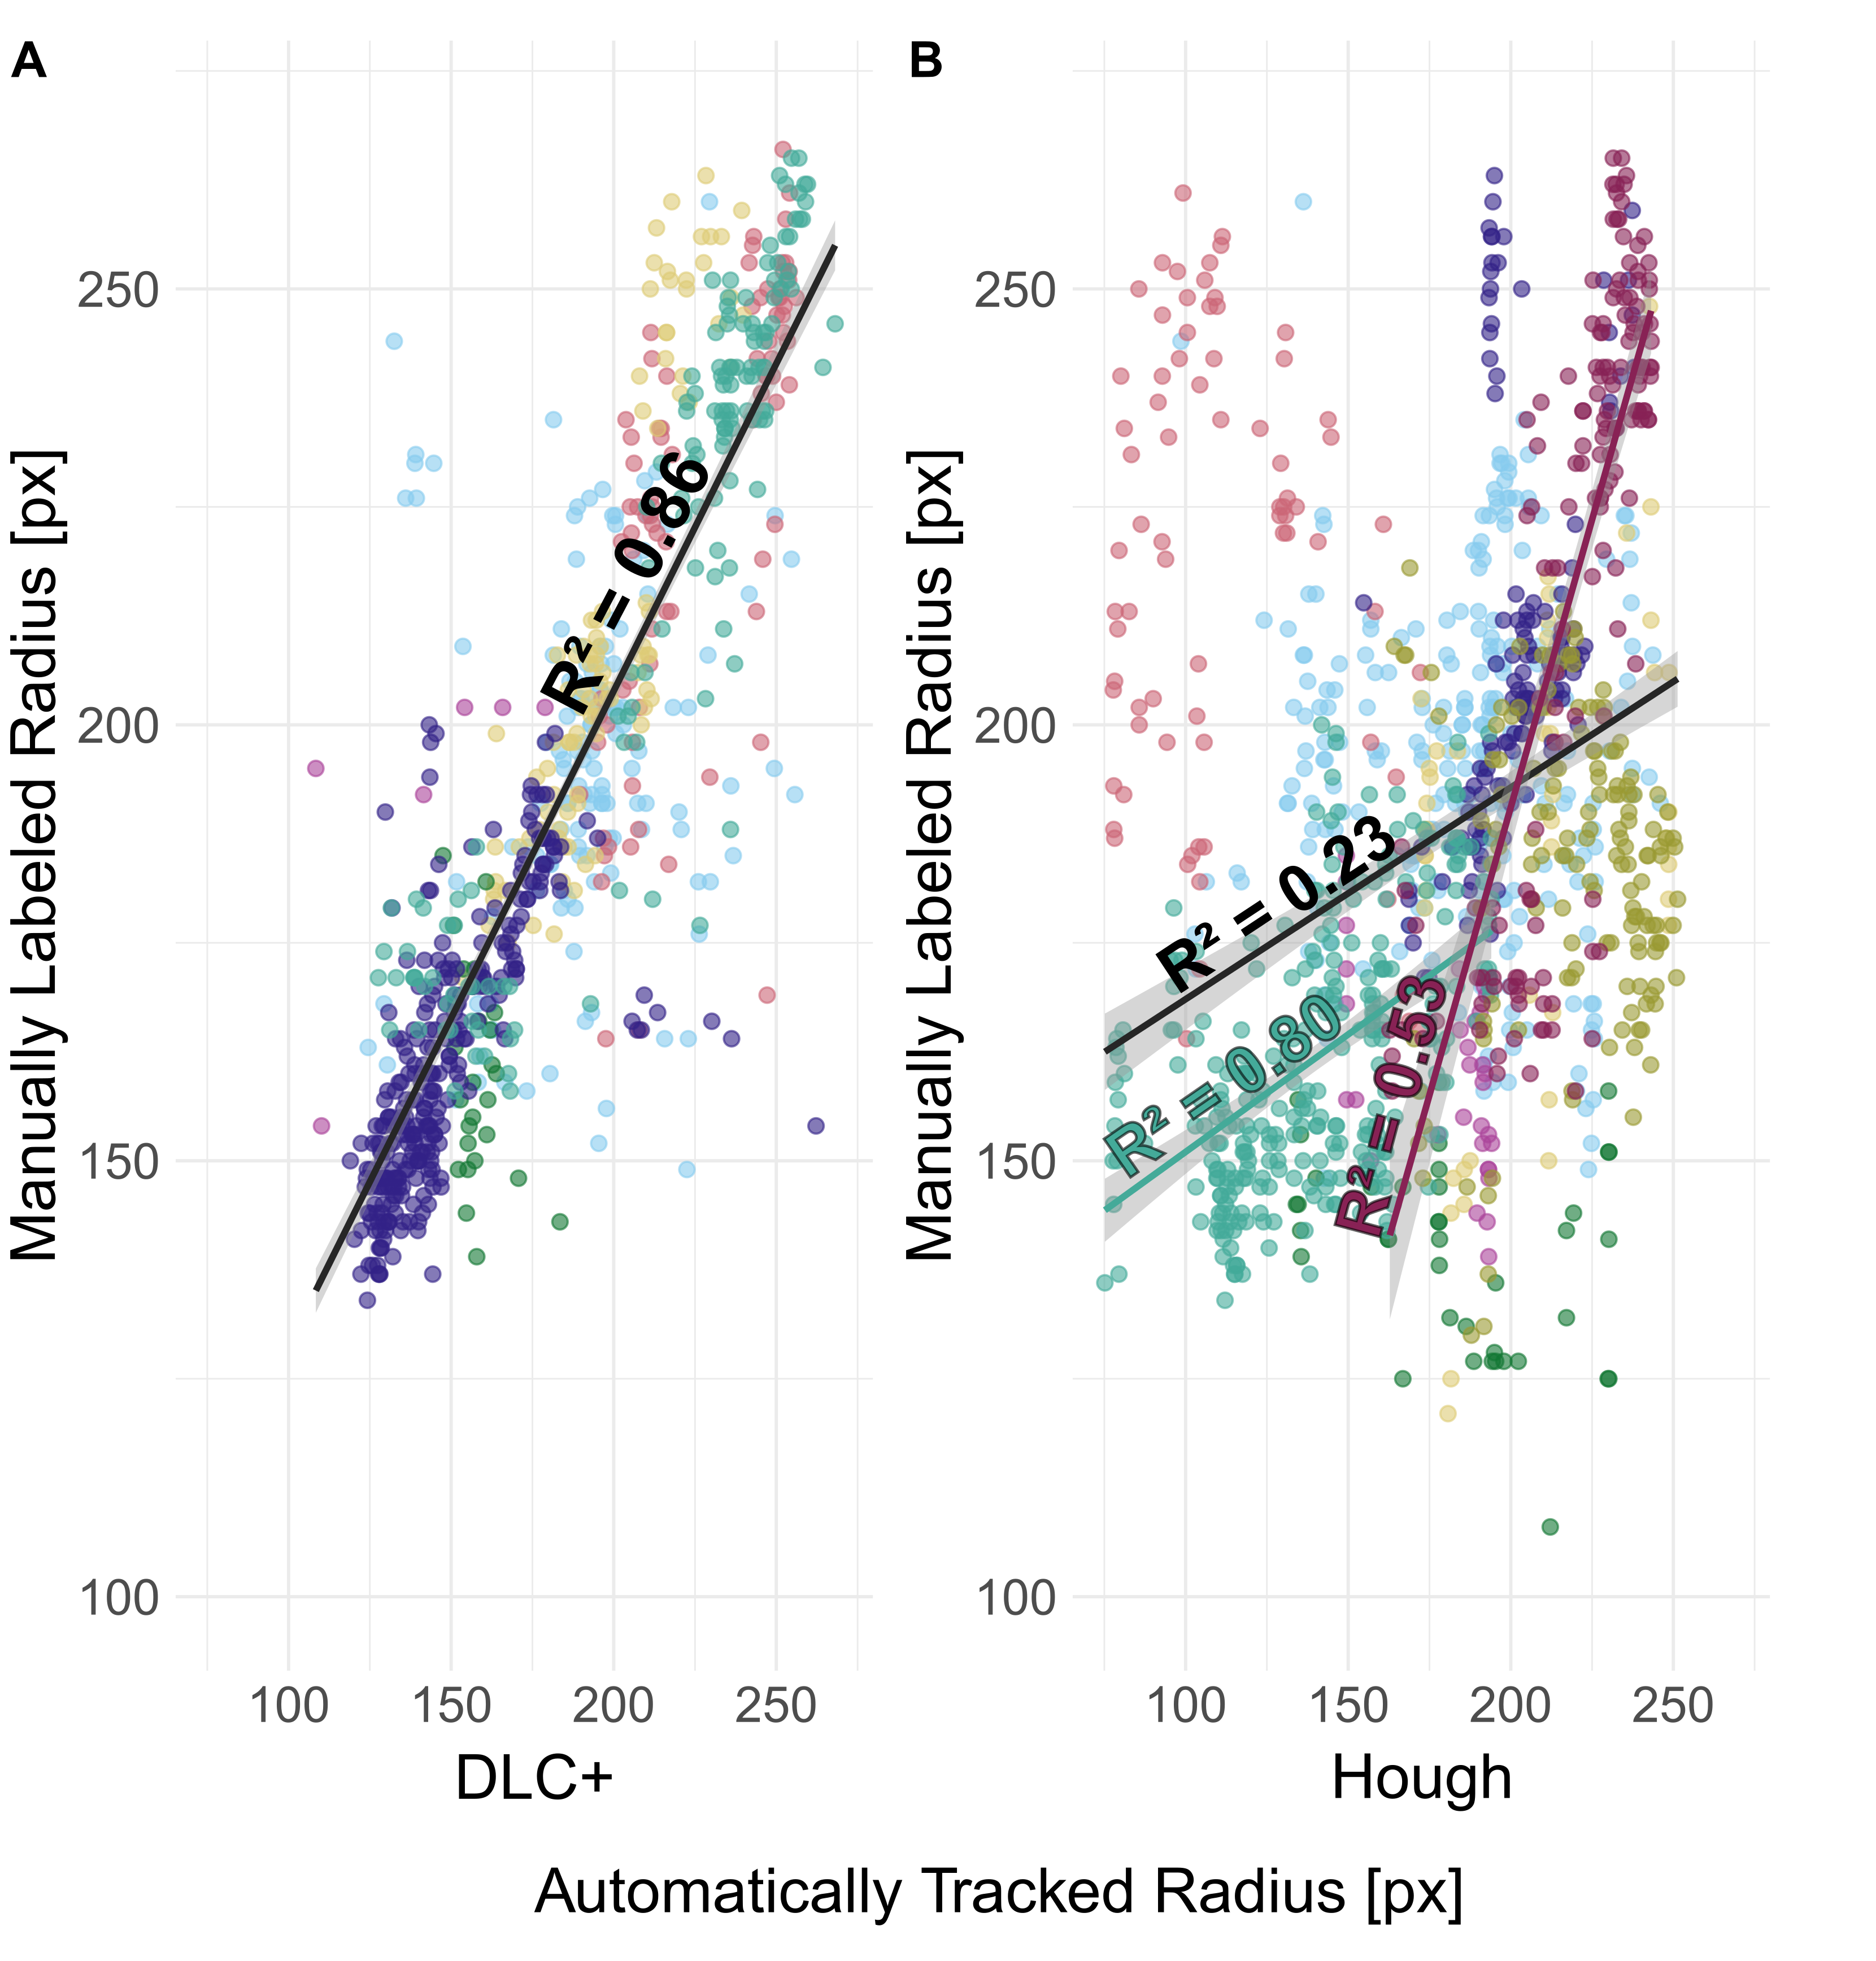 A
Manually Labeled Radius [px]
250
200
150
100
R² = 0.86
100 150 200 250
DLC+
B
Manually Labeled Radius [px]
250
200
150
100
R² = 0.23
R² = 0.80
R² = 0.53
100 150 200 250
Hough
Automatically Tracked Radius [px]